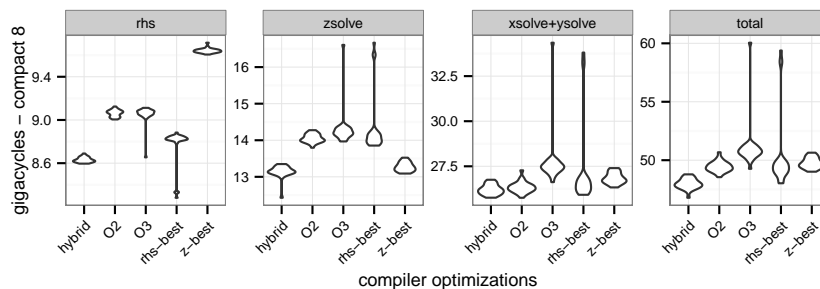 rhs
zsolve
xsolve+ysolve
total
gigacycles − compact 8
9.4
9.0
8.6
16
15
14
13
32.5
30.0
27.5
60
55
50
hybrid
O2
O3
rhs−best
z−best
hybrid
O2
O3
rhs−best
z−best
hybrid
O2
O3
rhs−best
z−best
hybrid
O2
O3
rhs−best
z−best
compiler optimizations